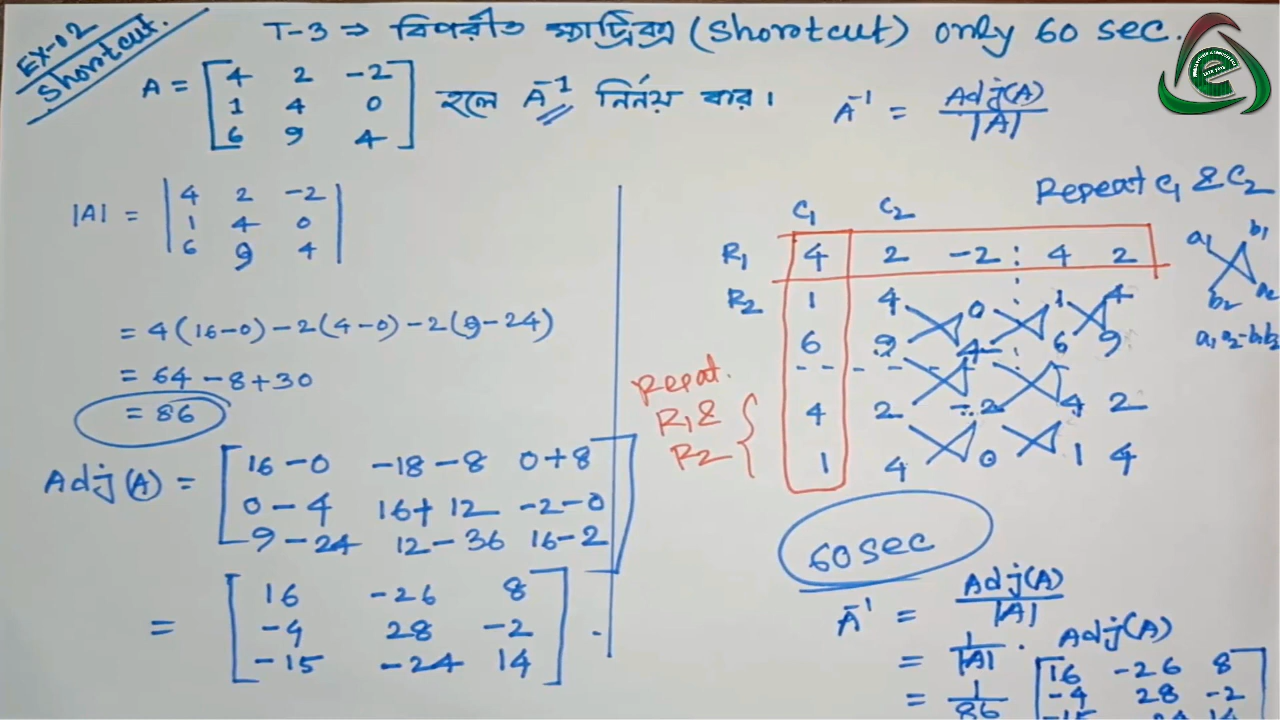 EX-02
Shortcut.
T-3 ⇒ বিপরীত ম্যাট্রিক্স (Shortcut) only 60 sec.
A = [4 2 -2
1 4 0
6 9 4] হলে A⁻¹ নির্নয় কর।
A⁻¹ = Adj(A) / |A|
|A| = |4 2 -2
1 4 0
6 9 4|
= 4(16-0) -2(4-0) -2(9-24)
= 64 - 8 + 30
= 86
Adj(A) = [16-0 -18-8 0+8
0-4 16+12 -2-0
9-24 12-36 16-2]
= [16 -26 8
-4 28 -2
-15 -24 14].
Repeat C₁ & C₂
C₁ C₂
R₁ 4 2 -2 : 4 2
R₂ 1 4 0 1 4
6 9 4 6 9
4 2 -2 4 2
1 4 0 1 4
Repat.
R₁ &
R₂
a₁ b₁
b₂ a₂
a₁a₂-b₁b₂
60 sec
A⁻¹ = Adj(A) / |A|
= 1/|A| . Adj(A)
= 1/86 [16 -26 8
-4 28 -2